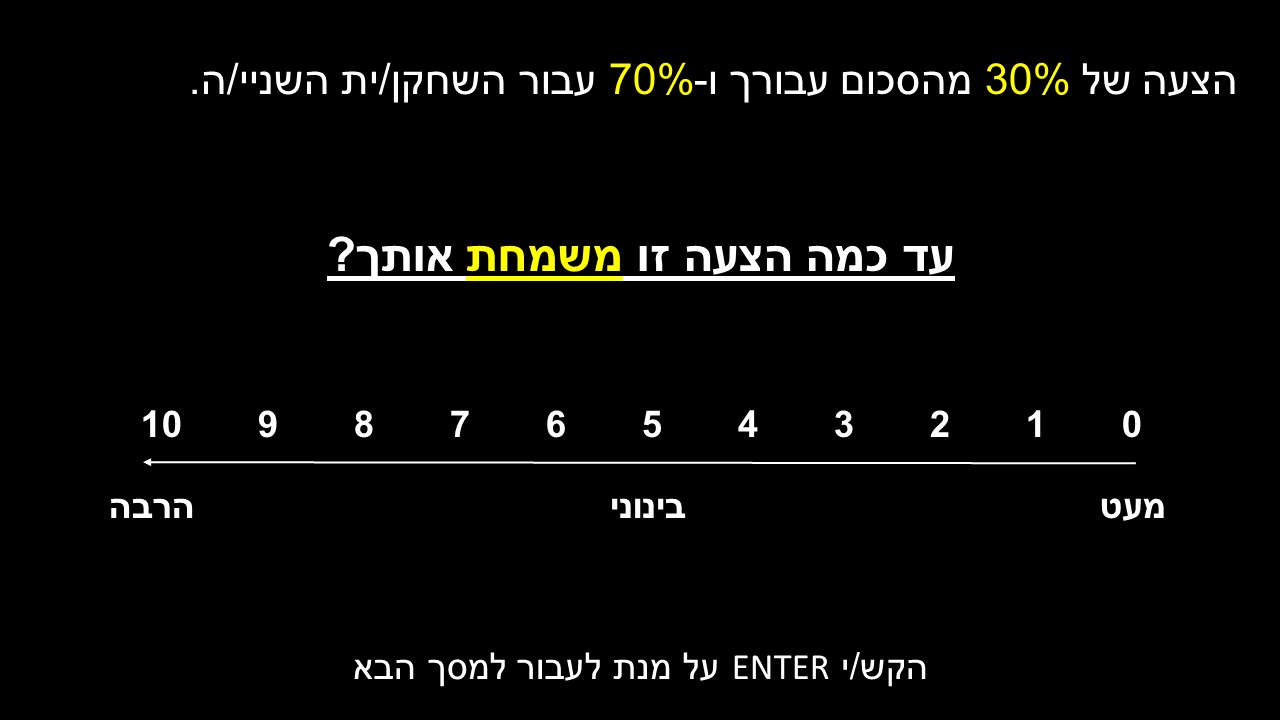 הצעה של 30% מהסכום עבורך ו-70% עבור השחקן/ית השניי/ה.
עד כמה הצעה זו משמחת אותך?
0 1 2 3 4 5 6 7 8 9 10
מעט בינוני הרבה
הקש/י ENTER על מנת לעבור למסך הבא